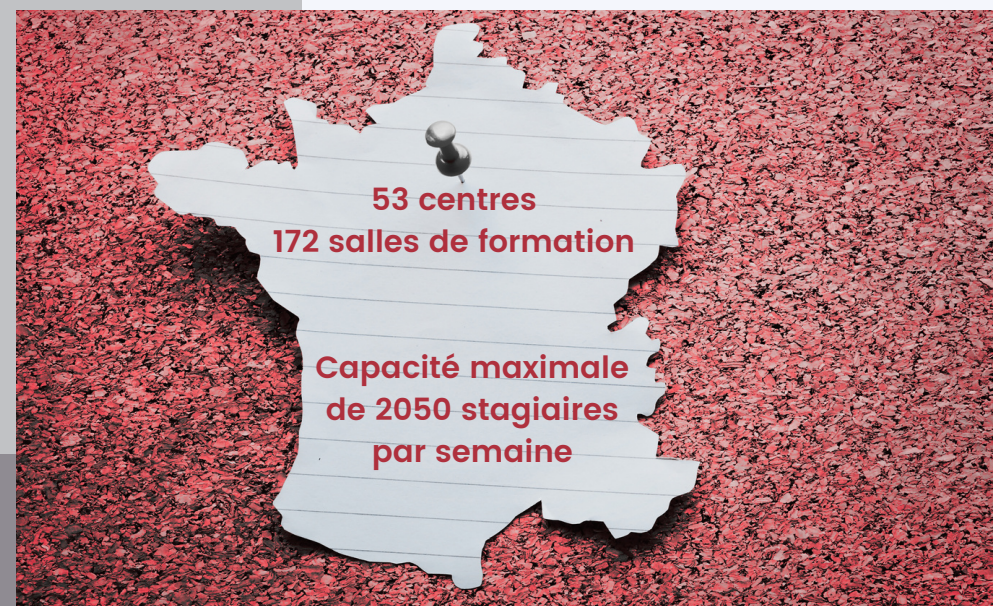 53 centres
172 salles de formation
Capacité maximale
de 2050 stagiaires
par semaine